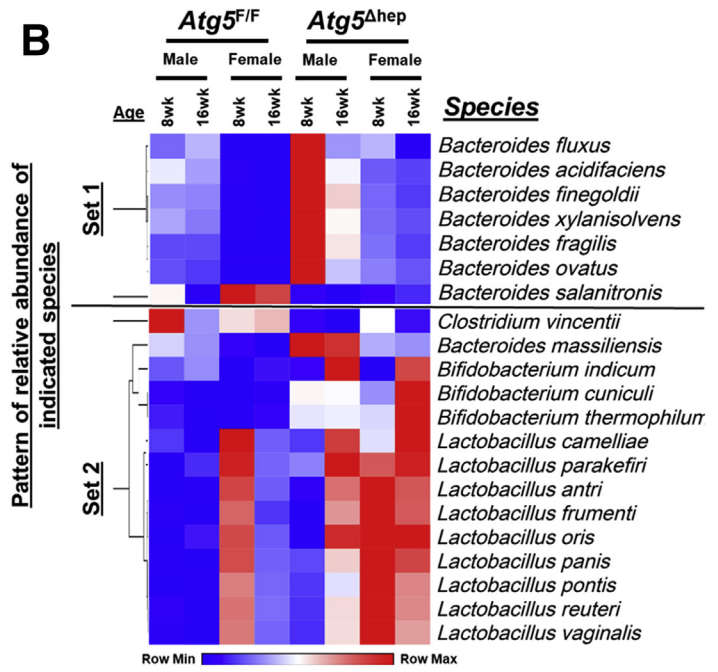 B
Atg5F/F Atg5Δhep
Male Female Male Female
Age 8wk 16wk 8wk 16wk 8wk 16wk 8wk 16wk Species
Pattern of relative abundance of
indicated species
Set 1
Bacteroides fluxus
Bacteroides acidifaciens
Bacteroides finegoldii
Bacteroides xylanisolvens
Bacteroides fragilis
Bacteroides ovatus
Bacteroides salanitronis
Set 2
Clostridium vincentii
Bacteroides massiliensis
Bifidobacterium indicum
Bifidobacterium cuniculi
Bifidobacterium thermophilum
Lactobacillus camelliae
Lactobacillus parakefiri
Lactobacillus antri
Lactobacillus frumenti
Lactobacillus oris
Lactobacillus panis
Lactobacillus pontis
Lactobacillus reuteri
Lactobacillus vaginalis
Row Min Row Max